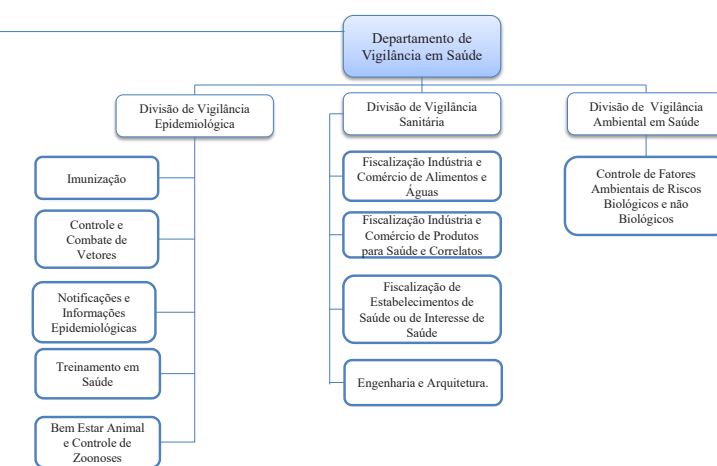 Departamento de
Vigilância em Saúde
Divisão de Vigilância
Epidemiológica
Imunização
Controle e
Combate de
Vetores
Notificações e
Informações
Epidemiológicas
Treinamento em
Saúde
Bem Estar Animal
e Controle de
Zoonoses
Divisão de Vigilância
Sanitária
Fiscalização Indústria e
Comércio de Alimentos e
Águas
Fiscalização Indústria e
Comércio de Produtos
para Saúde e Correlatos
Fiscalização de
Estabelecimentos de
Saúde ou de Interesse de
Saúde
Engenharia e Arquitetura.
Divisão de Vigilância
Ambiental em Saúde
Controle de Fatores
Ambientais de Riscos
Biológicos e não
Biológicos